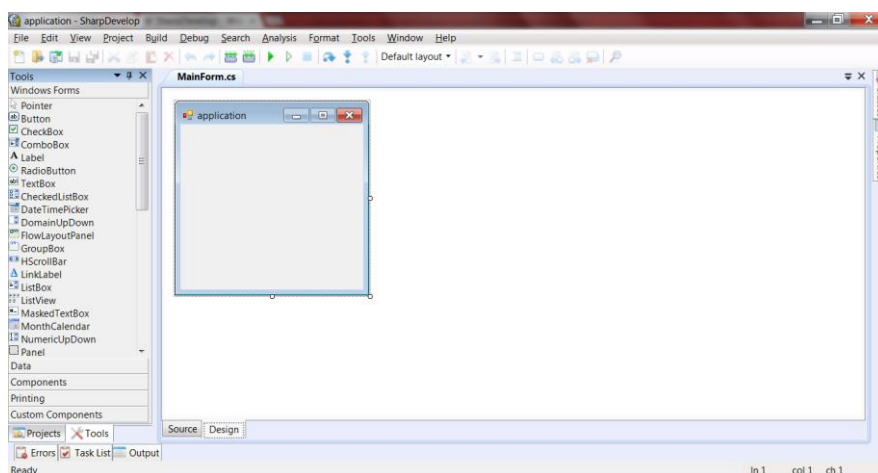 application - SharpDevelop
File Edit View Project Build Debug Search Analysis Format Tools Window Help
Default layout
Tools
MainForm.cs
Windows Forms
Pointer
Button
CheckBox
ComboBox
Label
RadioButton
TextBox
CheckedListBox
DateTimePicker
DomainUpDown
FlowLayoutPanel
GroupBox
HScrollBar
LinkLabel
ListBox
ListView
MaskedTextBox
MonthCalendar
NumericUpDown
Panel
Data
Components
Printing
Custom Components
application
Source Design
Projects Tools
Errors Task List Output
Ready
ln 1 col 1 ch 1